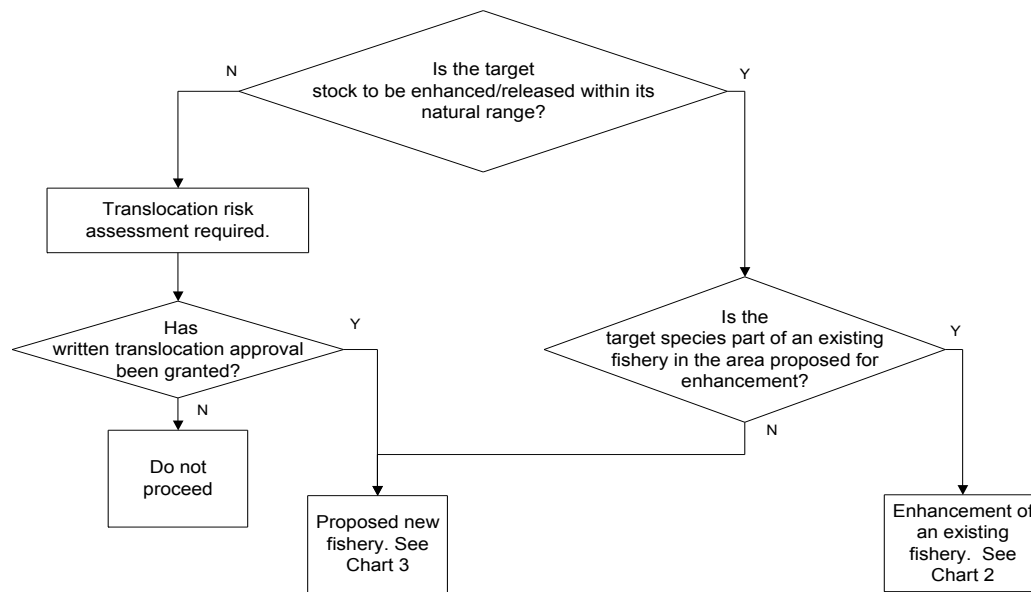 Is the target
stock to be enhanced/released within its
natural range?
N
Y
Translocation risk
assessment required.
Has
written translocation approval
been granted?
Y
N
Is the
target species part of an existing
fishery in the area proposed for
enhancement?
Y
N
Do not
proceed
Proposed new
fishery. See
Chart 3
Enhancement of
an existing
fishery. See
Chart 2